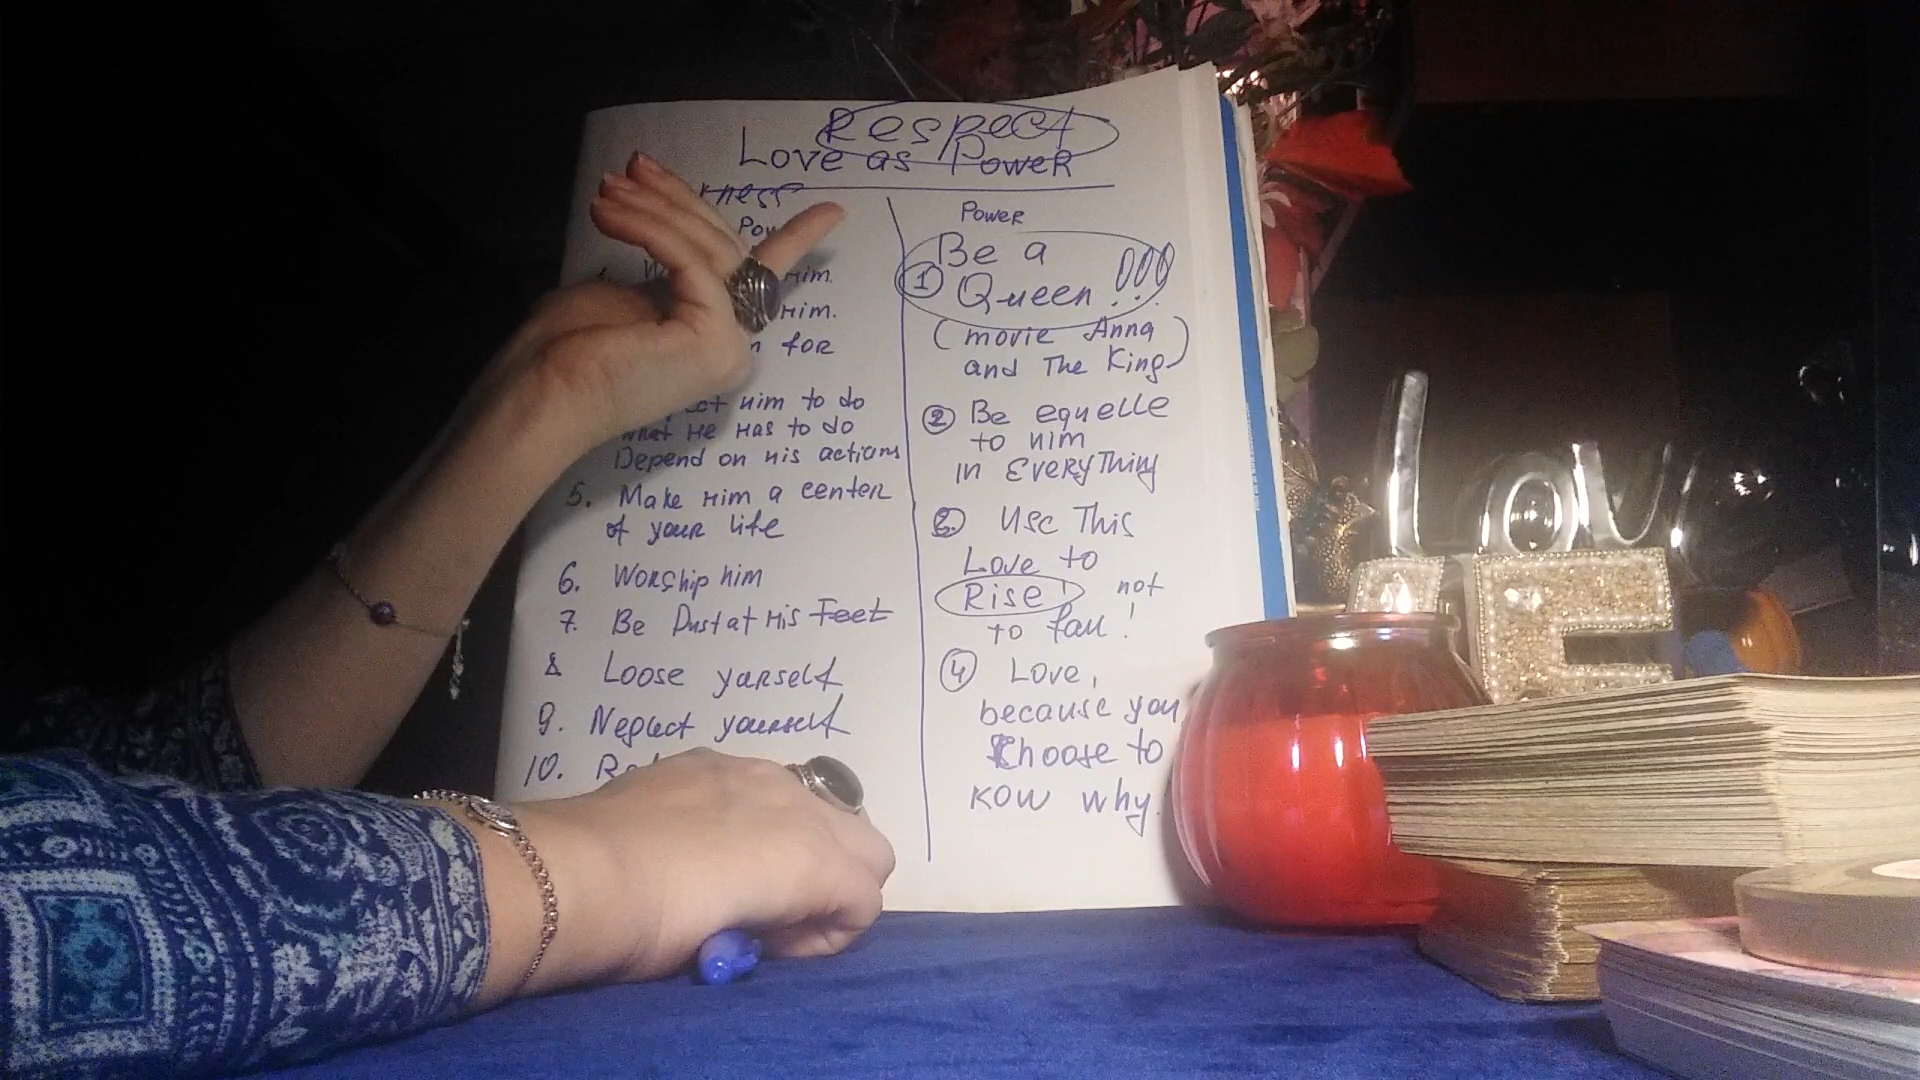 Respect
Love as Power
Him.
Him.
for
him to do
what He Has to do
Depend on His actions
5. Make Him a center
of your life
6. Worship him
7. Be Dust at His Feet
8 Loose yarself
9. Neglect yourself
10.
Power
Be a
1 Queen !!!
(movie Anna
and The King)
2 Be equelle
to him
in EveryThing
3. Use This
Love to
Rise! not
to fall!
4 Love,
because you
Choose to
know why.
LOVE